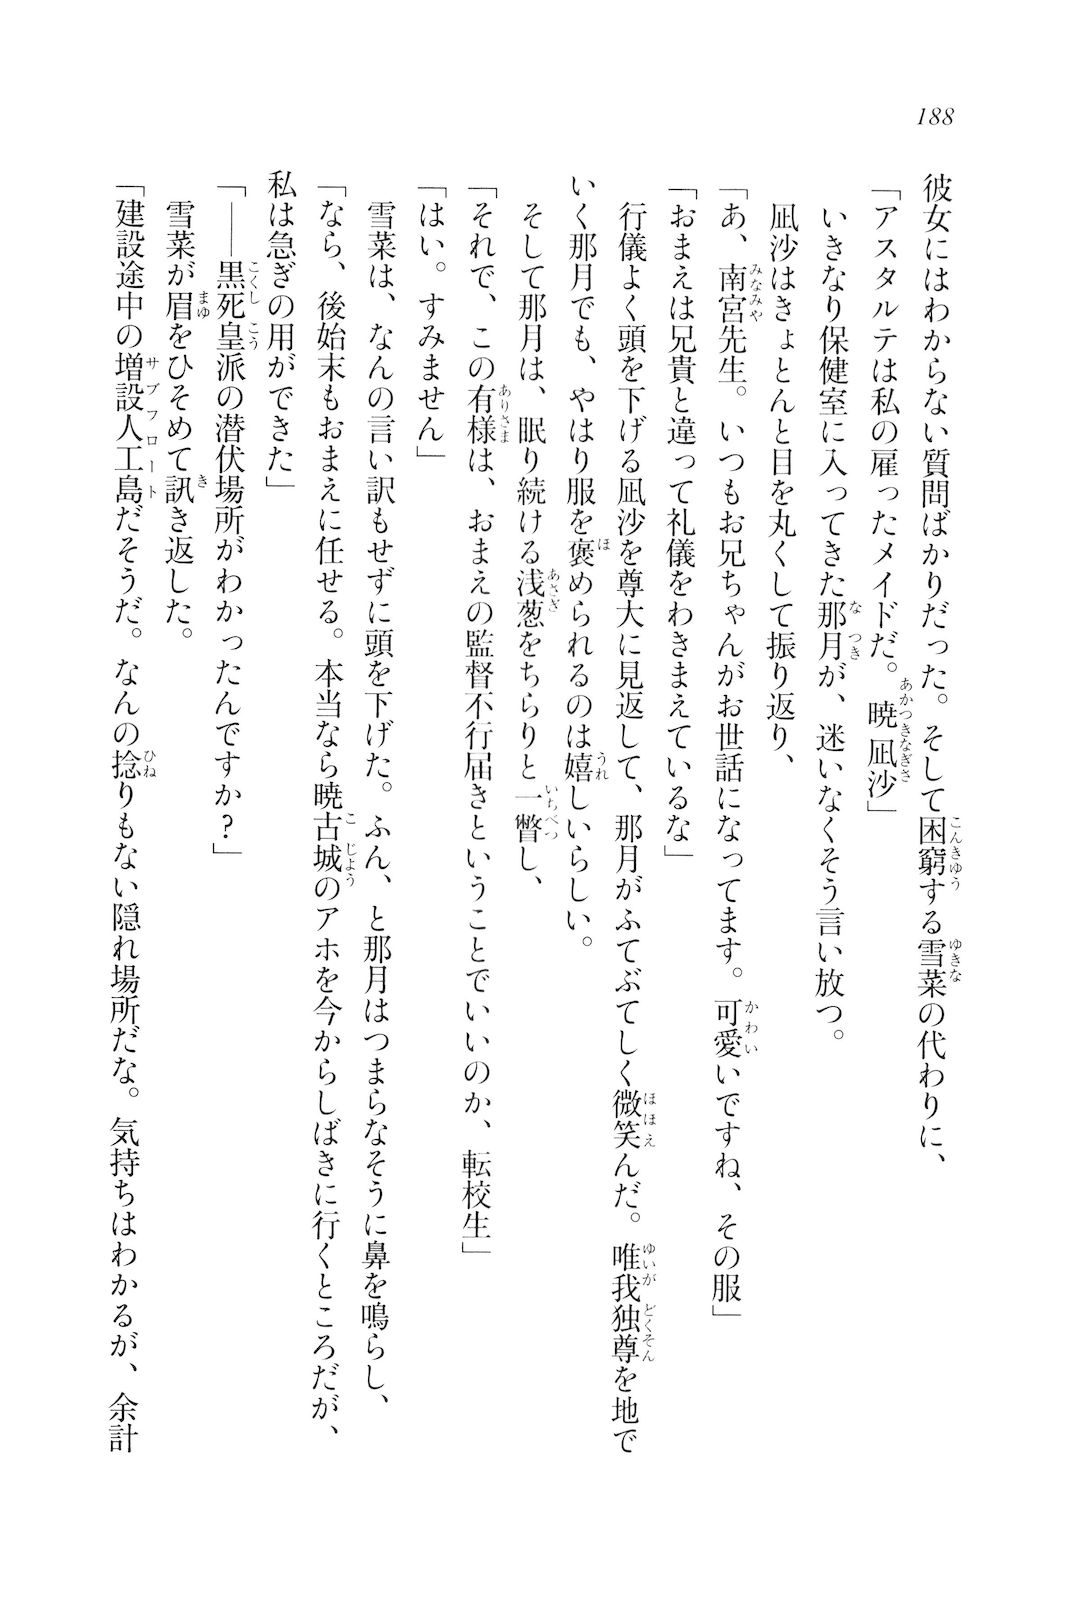 188
彼女にはわからない質問ばかりだった。そして困窮する雪菜の代わりに、
「アスタルテは私の雇ったメイドだ。暁凪沙」
いきなり保健室に入ってきた那月が、迷いなくそう言い放つ。
凪沙はきょとんと目を丸くして振り返り、
「あ、南宮先生。いつもお兄ちゃんがお世話になってます。可愛いですね、その服」
「おまえは兄貴と違って礼儀をわきまえているな」
行儀よく頭を下げる凪沙を尊大に見返して、那月がふてぶてしく微笑んだ。唯我独尊を地で
いく那月でも、やはり服を褒められるのは嬉しいらしい。
そして那月は、眠り続ける浅葱をちらりと一瞥し、
「それで、この有様は、おまえの監督不行届きということでいいのか、転校生」
「はい。すみません」
雪菜は、なんの言い訳もせずに頭を下げた。ふん、と那月はつまらなそうに鼻を鳴らし、
「なら、後始末もおまえに任せる。本当なら暁古城のアホを今からしばきに行くところだが、
私は急ぎの用ができた」
「――黒死皇派の潜伏場所がわかったんですか?」
雪菜が眉をひそめて訊き返した。
「建設途中の増設人工島だそうだ。なんの捻りもない隠れ場所だな。気持ちはわかるが、余計